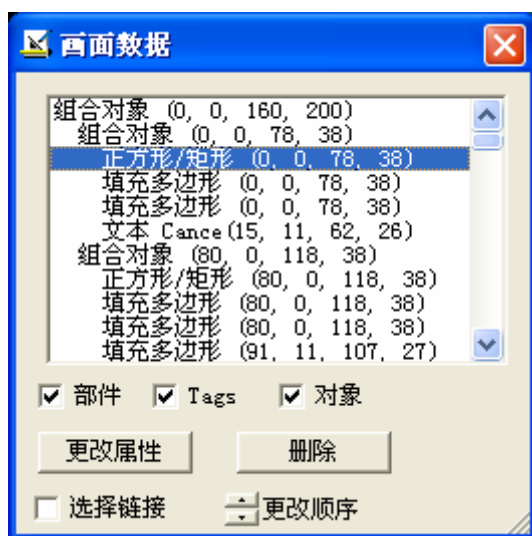 画面数据
组合对象 (0, 0, 160, 200)
组合对象 (0, 0, 78, 38)
正方形/矩形 (0, 0, 78, 38)
填充多边形 (0, 0, 78, 38)
填充多边形 (0, 0, 78, 38)
文本 Cance(15, 11, 62, 26)
组合对象 (80, 0, 118, 38)
正方形/矩形 (80, 0, 118, 38)
填充多边形 (80, 0, 118, 38)
填充多边形 (80, 0, 118, 38)
填充多边形 (91, 11, 107, 27)
部件 Tags 对象
更改属性 删除
选择链接 更改顺序